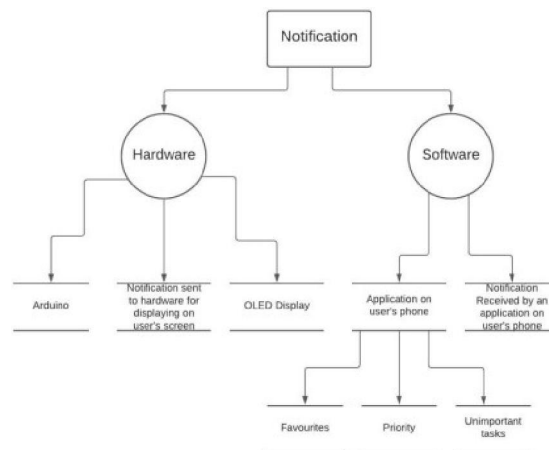 Notification
Hardware
Software
Arduino
Notification sent
to hardware for
displaying on
user's screen
OLED Display
Application on
user's phone
Notification
Received by an
application on
user's phone
Favourites
Priority
Unimportant
tasks